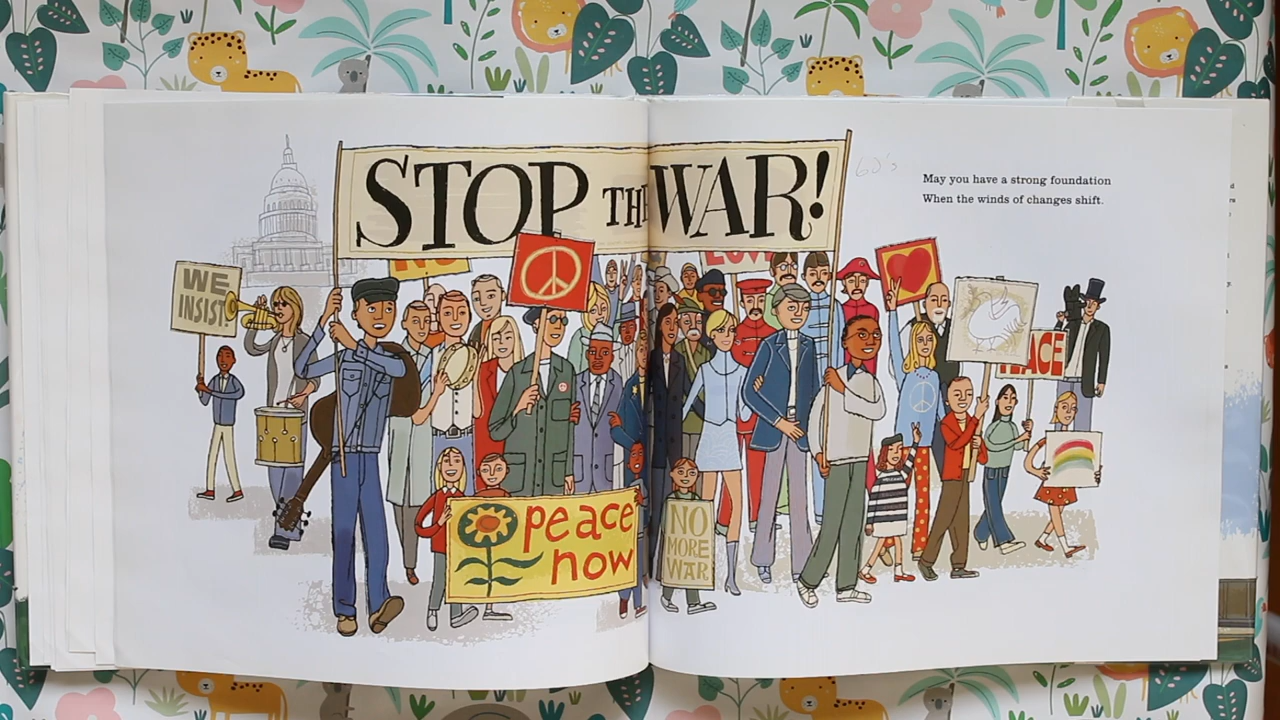 STOP THE WAR!
60's
May you have a strong foundation
When the winds of changes shift.
WE
INSIST!
LOVE
PEACE
peace
now
NO
MORE
WAR